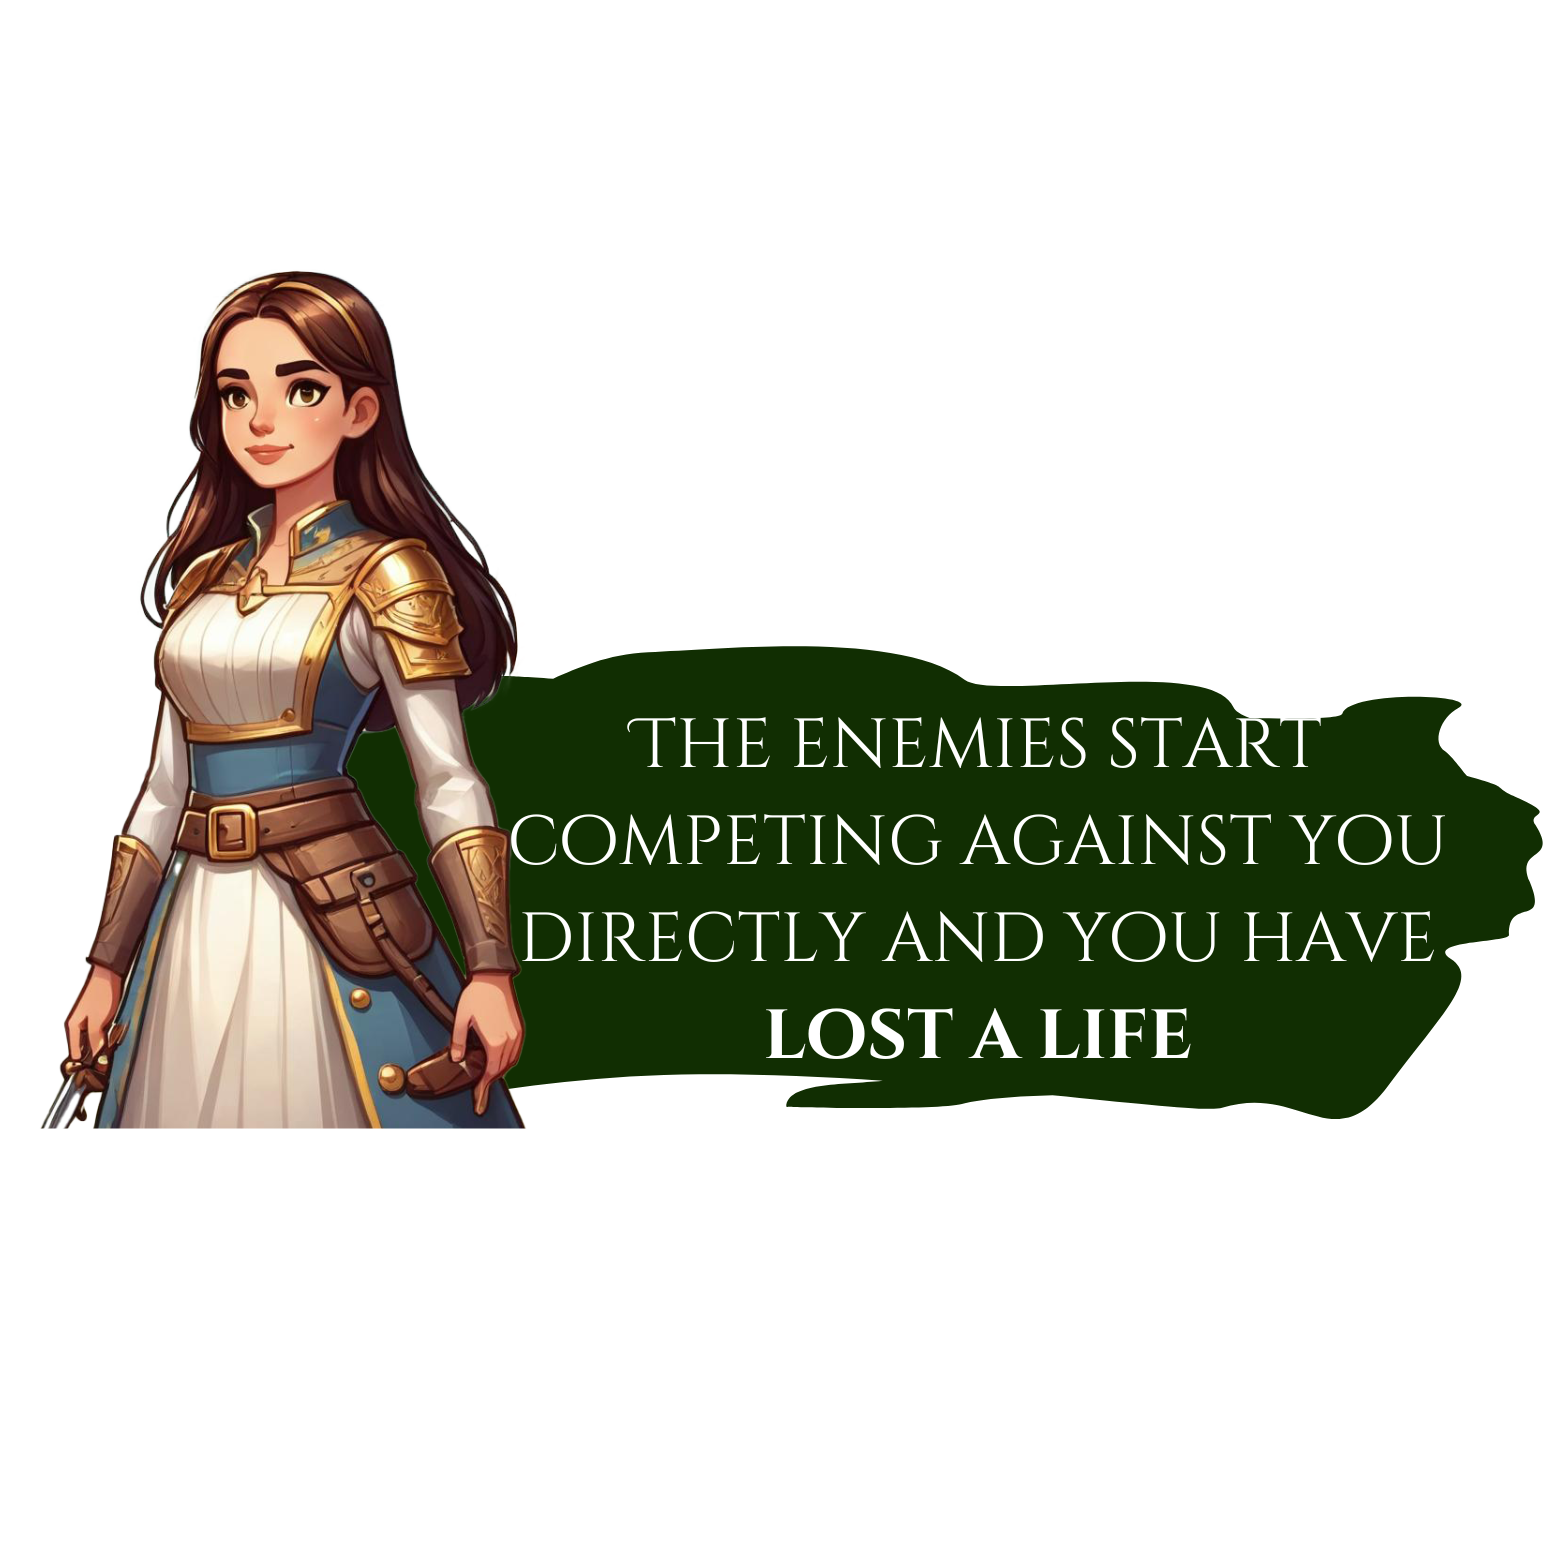 The enemies start
competing against you
directly and you have
lost a life